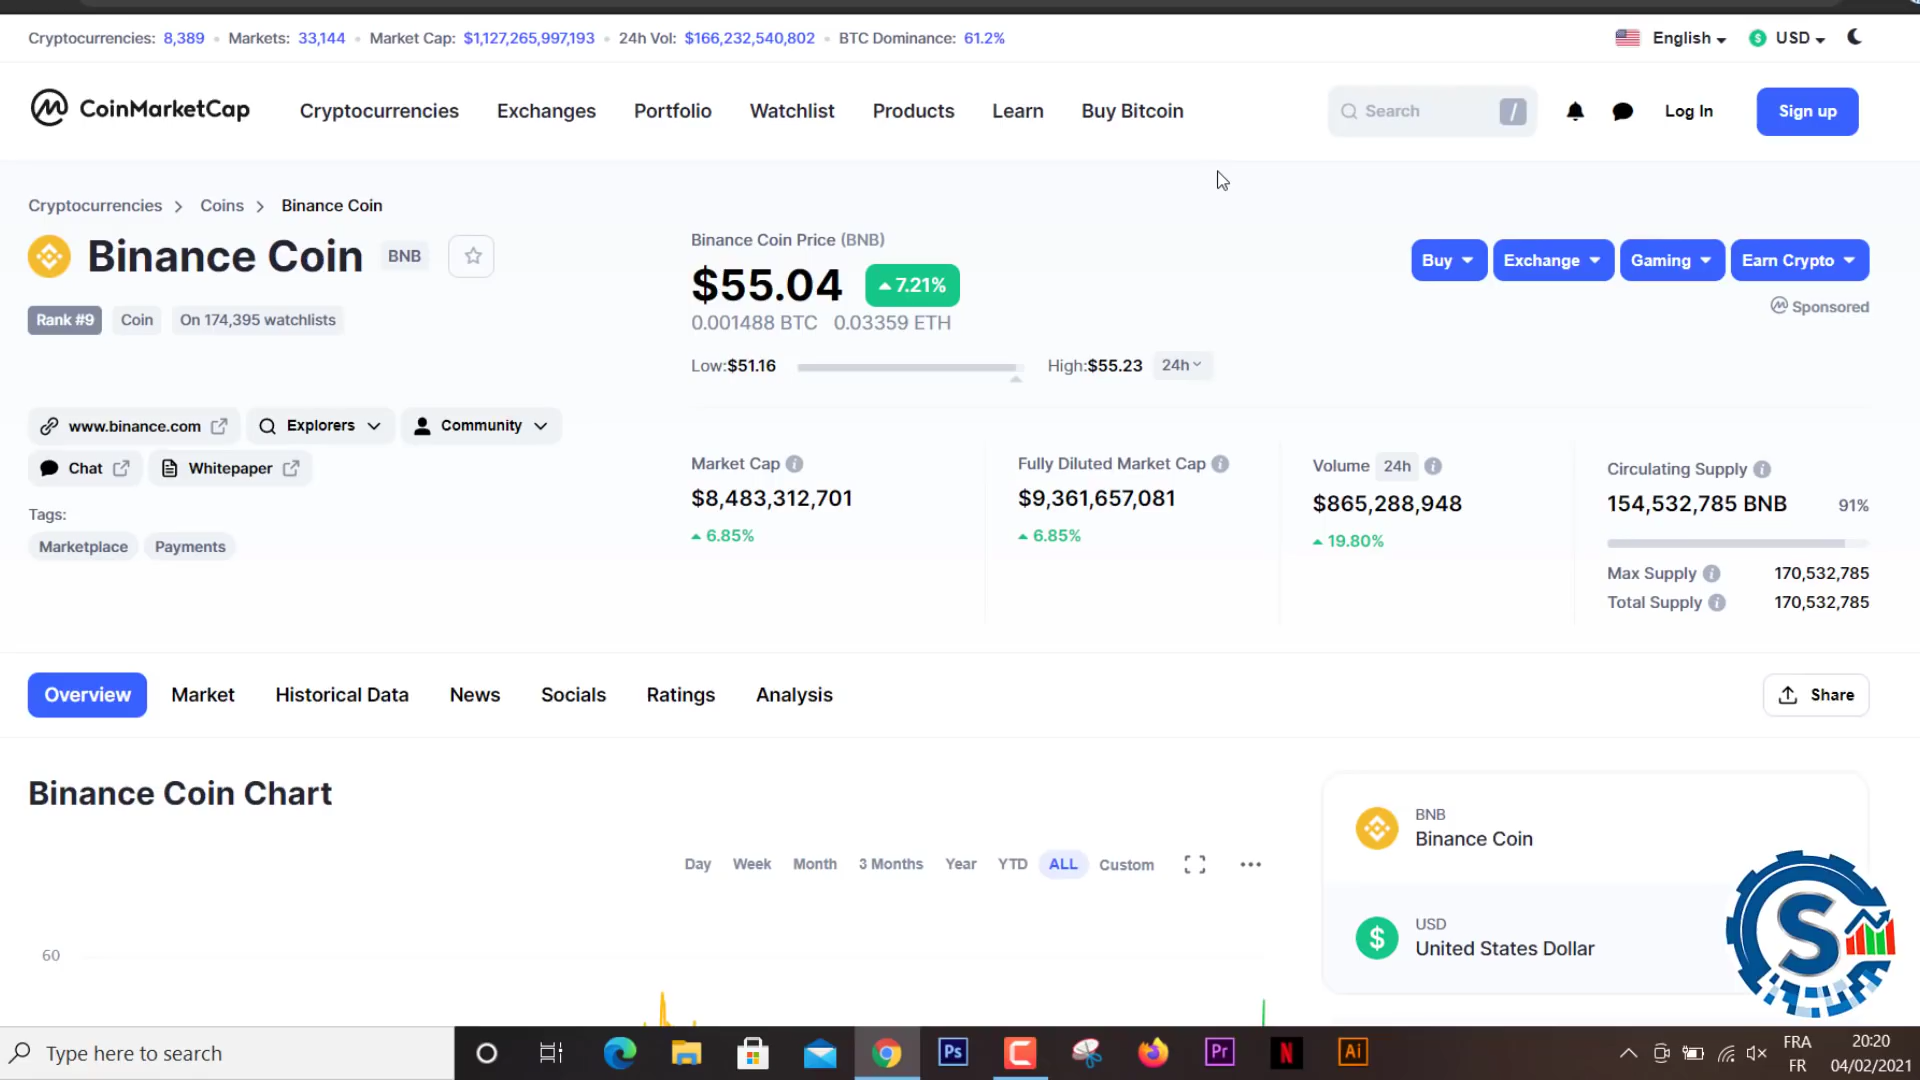 Cryptocurrencies: 8,389 Markets: 33,144 Market Cap: $1,127,265,997,193 24h Vol: $166,232,540,802 BTC Dominance: 61.2% English USD
CoinMarketCap Cryptocurrencies Exchanges Portfolio Watchlist Products Learn Buy Bitcoin Search / Log In Sign up
Cryptocurrencies > Coins > Binance Coin
Binance Coin BNB
Rank #9 Coin On 174,395 watchlists
www.binance.com Explorers Community
Chat Whitepaper
Tags:
Marketplace Payments
Binance Coin Price (BNB)
$55.04 7.21%
0.001488 BTC 0.03359 ETH
Low:$51.16 High:$55.23 24h
Buy Exchange Gaming Earn Crypto
Sponsored
Market Cap
$8,483,312,701
6.85%
Fully Diluted Market Cap
$9,361,657,081
6.85%
Volume 24h
$865,288,948
19.80%
Circulating Supply
154,532,785 BNB 91%
Max Supply 170,532,785
Total Supply 170,532,785
Overview Market Historical Data News Socials Ratings Analysis Share
Binance Coin Chart
Day Week Month 3 Months Year YTD ALL Custom
60
BNB
Binance Coin
USD
United States Dollar
S
Type here to search
Ps
Pr
N
Ai
FRA
FR
20:20
04/02/2021